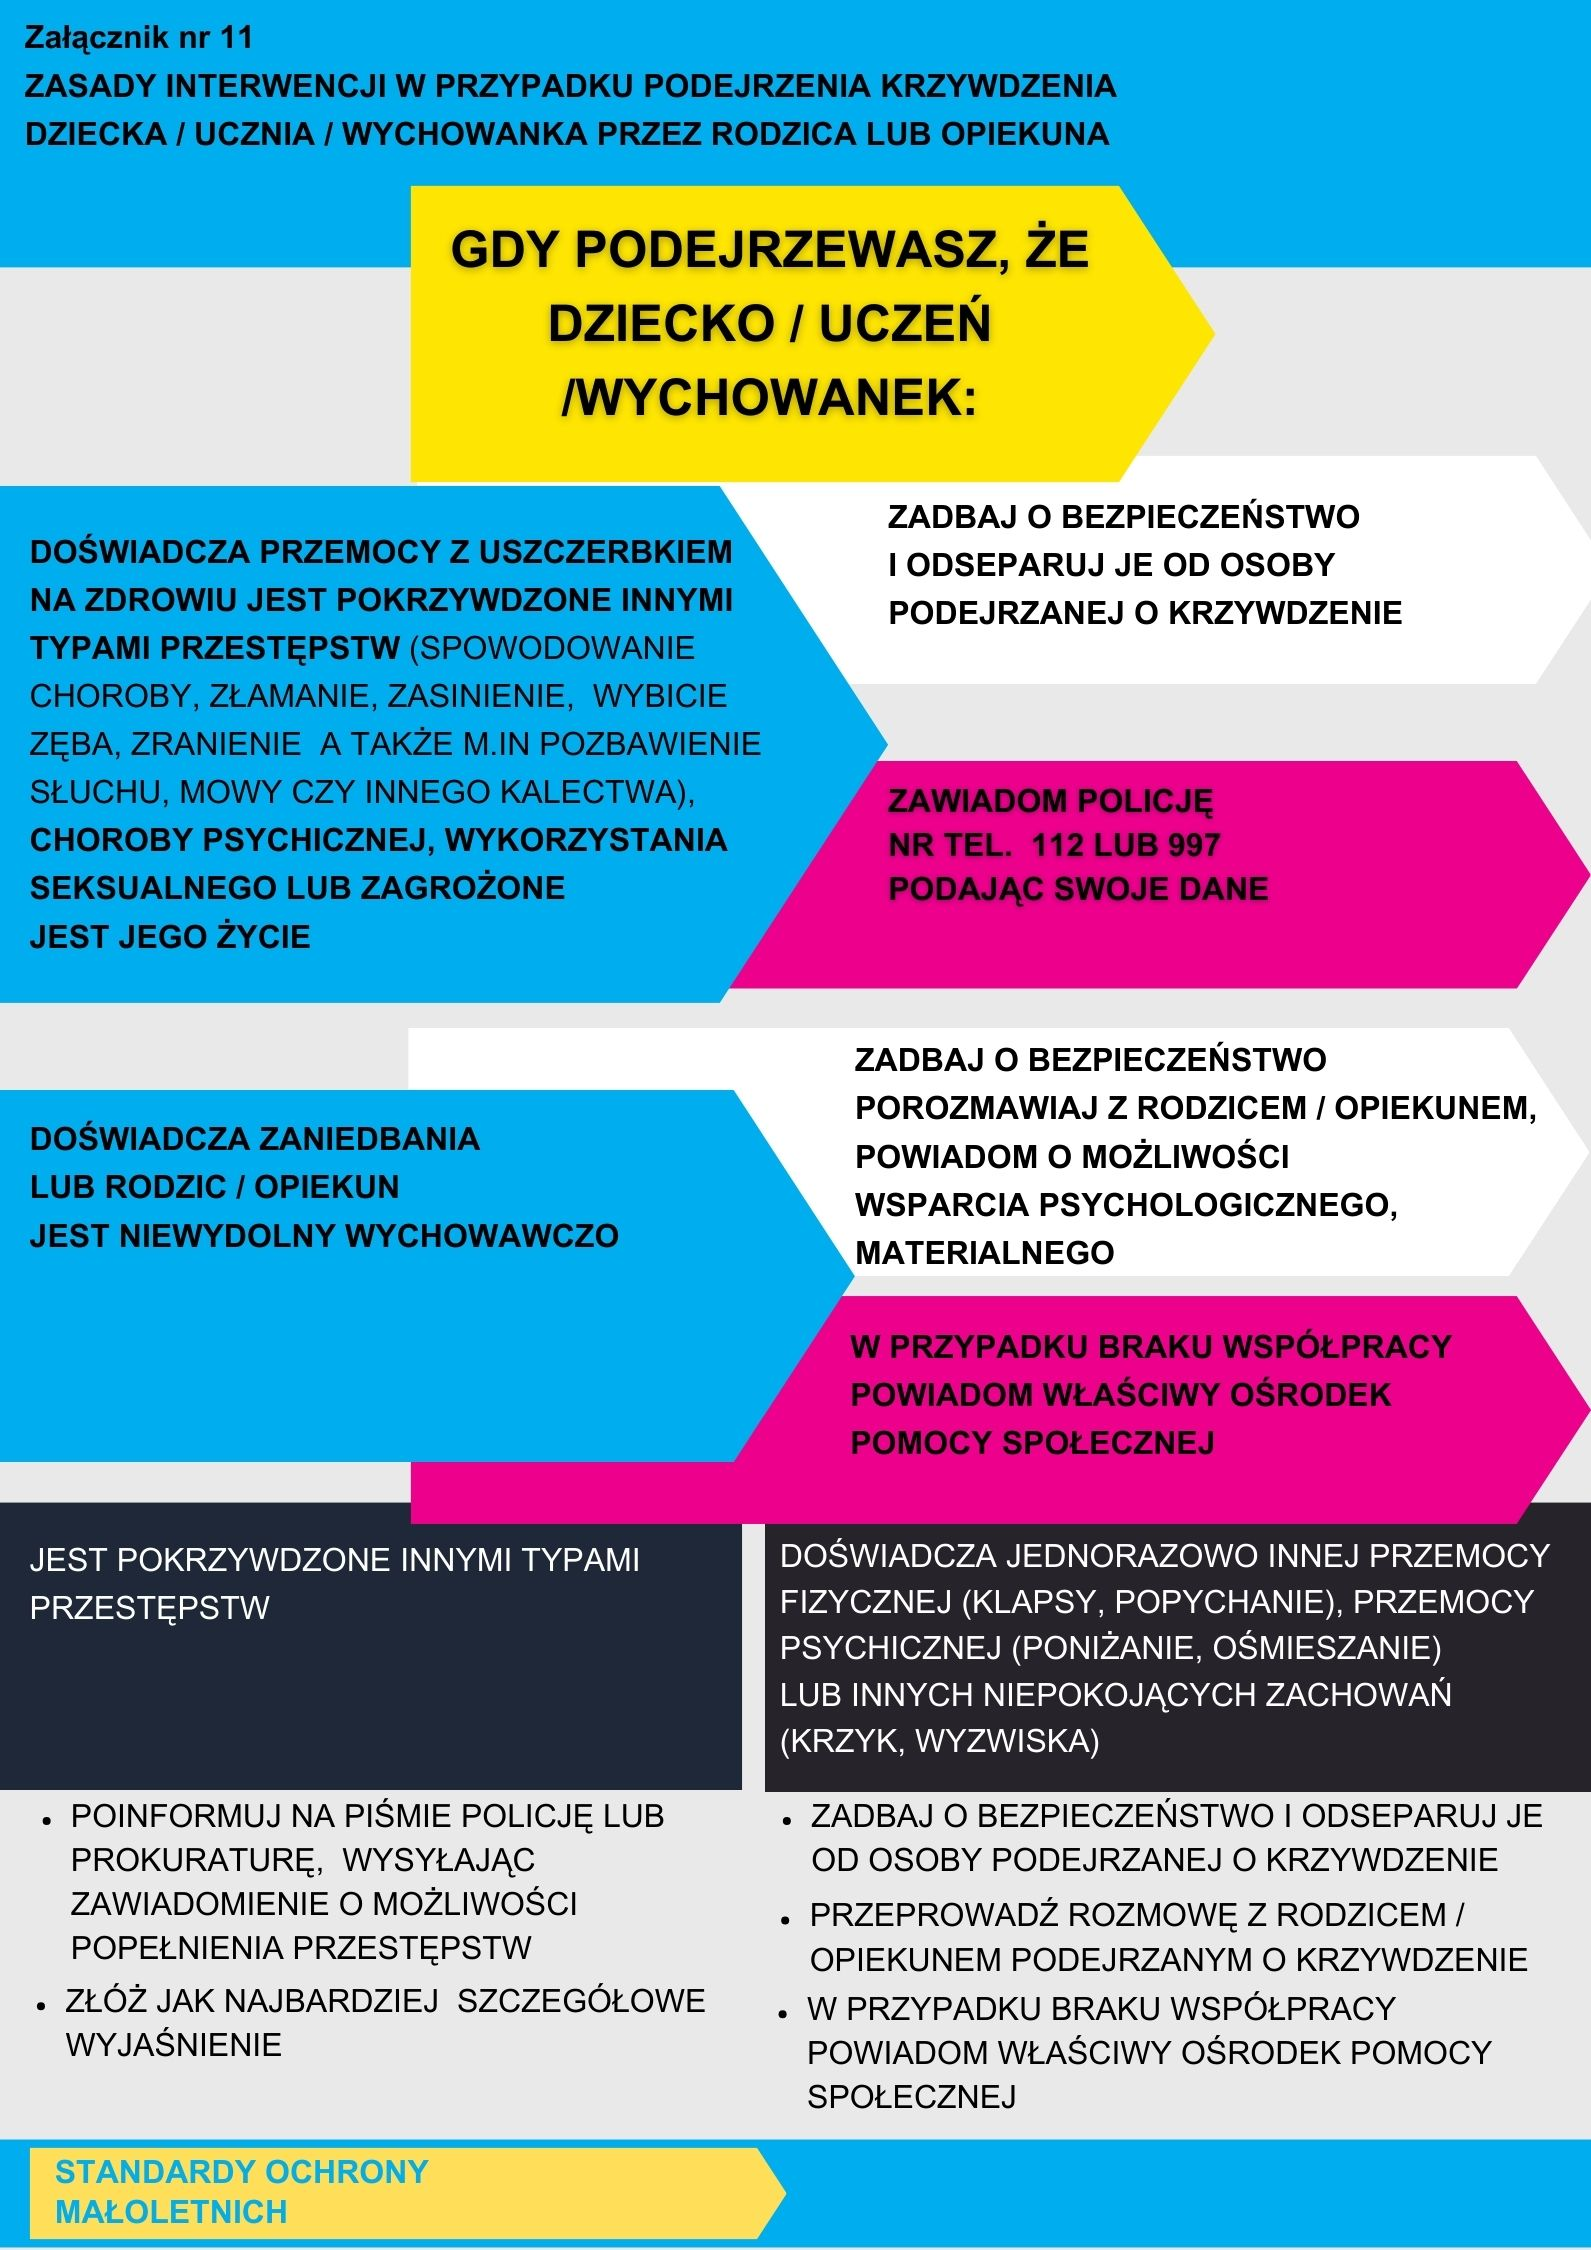 Załącznik nr 11
ZASADY INTERWENCJI W PRZYPADKU PODEJRZENIA KRZYWDZENIA
DZIECKA / UCZNIA / WYCHOWANKA PRZEZ RODZICA LUB OPIEKUNA
GDY PODEJRZEWASZ, ŻE
DZIECKO / UCZEŃ
/WYCHOWANEK:
DOŚWIADCZA PRZEMOCY Z USZCZERBKIEM
NA ZDROWIU JEST POKRZYWDZONE INNYMI
TYPAMI PRZESTĘPSTW (SPOWODOWANIE
CHOROBY, ZŁAMANIE, ZASINIENIE, WYBICIE
ZĘBA, ZRANIENIE A TAKŻE M.IN POZBAWIENIE
SŁUCHU, MOWY CZY INNEGO KALECTWA),
CHOROBY PSYCHICZNEJ, WYKORZYSTANIA
SEKSUALNEGO LUB ZAGROŻONE
JEST JEGO ŻYCIE
ZADBAJ O BEZPIECZEŃSTWO
I ODSEPARUJ JE OD OSOBY
PODEJRZANEJ O KRZYWDZENIE
ZAWIADOM POLICJĘ
NR TEL. 112 LUB 997
PODAJĄC SWOJE DANE
DOŚWIADCZA ZANIEDBANIA
LUB RODZIC / OPIEKUN
JEST NIEWYDOLNY WYCHOWAWCZO
ZADBAJ O BEZPIECZEŃSTWO
POROZMAWIAJ Z RODZICEM / OPIEKUNEM,
POWIADOM O MOŻLIWOŚCI
WSPARCIA PSYCHOLOGICZNEGO,
MATERIALNEGO
W PRZYPADKU BRAKU WSPÓŁPRACY
POWIADOM WŁAŚCIWY OŚRODEK
POMOCY SPOŁECZNEJ
JEST POKRZYWDZONE INNYMI TYPAMI
PRZESTĘPSTW
• POINFORMUJ NA PIŚMIE POLICJĘ LUB
PROKURATURĘ, WYSYŁAJĄC
ZAWIADOMIENIE O MOŻLIWOŚCI
POPEŁNIENIA PRZESTĘPSTW
• ZŁÓŻ JAK NAJBARDZIEJ SZCZEGÓŁOWE
WYJAŚNIENIE
DOŚWIADCZA JEDNORAZOWO INNEJ PRZEMOCY
FIZYCZNEJ (KLAPSY, POPYCHANIE), PRZEMOCY
PSYCHICZNEJ (PONIŻANIE, OŚMIESZANIE)
LUB INNYCH NIEPOKOJĄCYCH ZACHOWAŃ
(KRZYK, WYZWISKA)
• ZADBAJ O BEZPIECZEŃSTWO I ODSEPARUJ JE
OD OSOBY PODEJRZANEJ O KRZYWDZENIE
• PRZEPROWADŹ ROZMOWĘ Z RODZICEM /
OPIEKUNEM PODEJRZANYM O KRZYWDZENIE
• W PRZYPADKU BRAKU WSPÓŁPRACY
POWIADOM WŁAŚCIWY OŚRODEK POMOCY
SPOŁECZNEJ
STANDARDY OCHRONY
MAŁOLETNICH